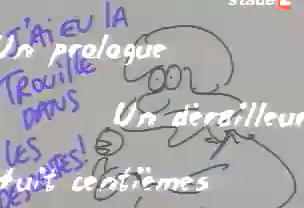 stade 2
J'AI EU LA
TROUILLE
DANS
LES
DESCENTES!
Un prologue
Un dérailleur
huit centièmes